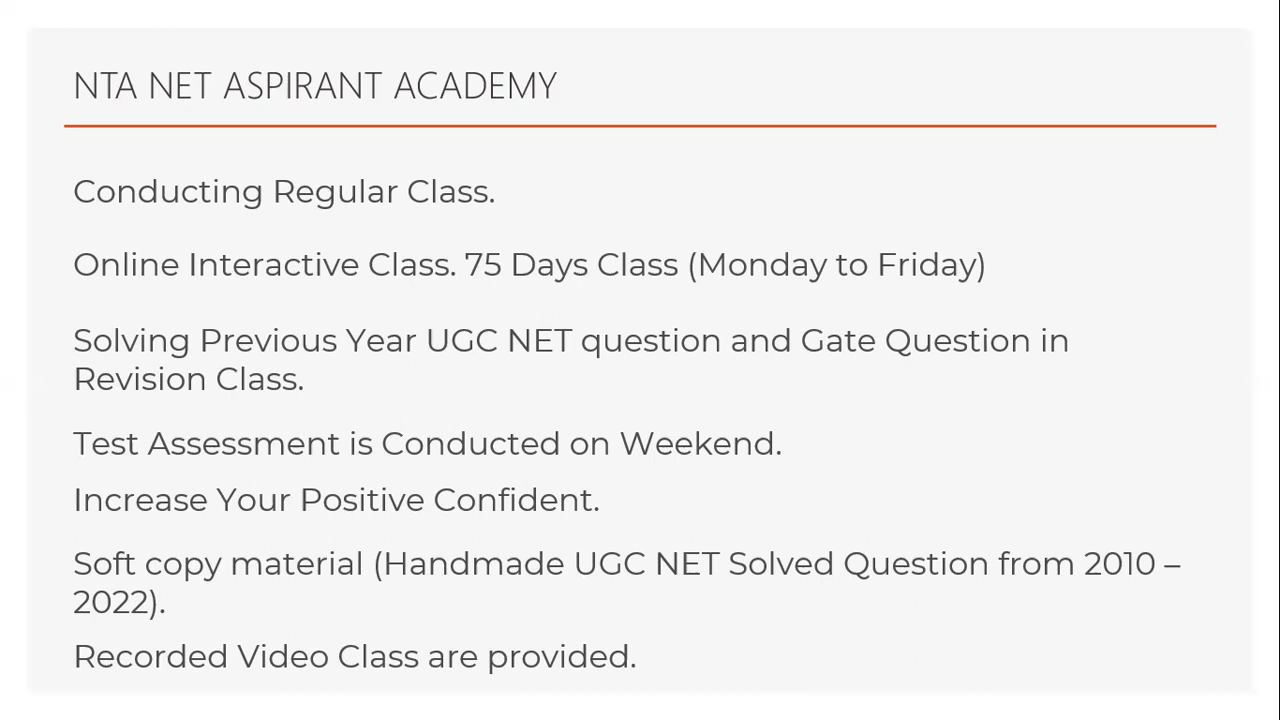 NTA NET ASPIRANT ACADEMY
Conducting Regular Class.
Online Interactive Class. 75 Days Class (Monday to Friday)
Solving Previous Year UGC NET question and Gate Question in
Revision Class.
Test Assessment is Conducted on Weekend.
Increase Your Positive Confident.
Soft copy material (Handmade UGC NET Solved Question from 2010 –
2022).
Recorded Video Class are provided.